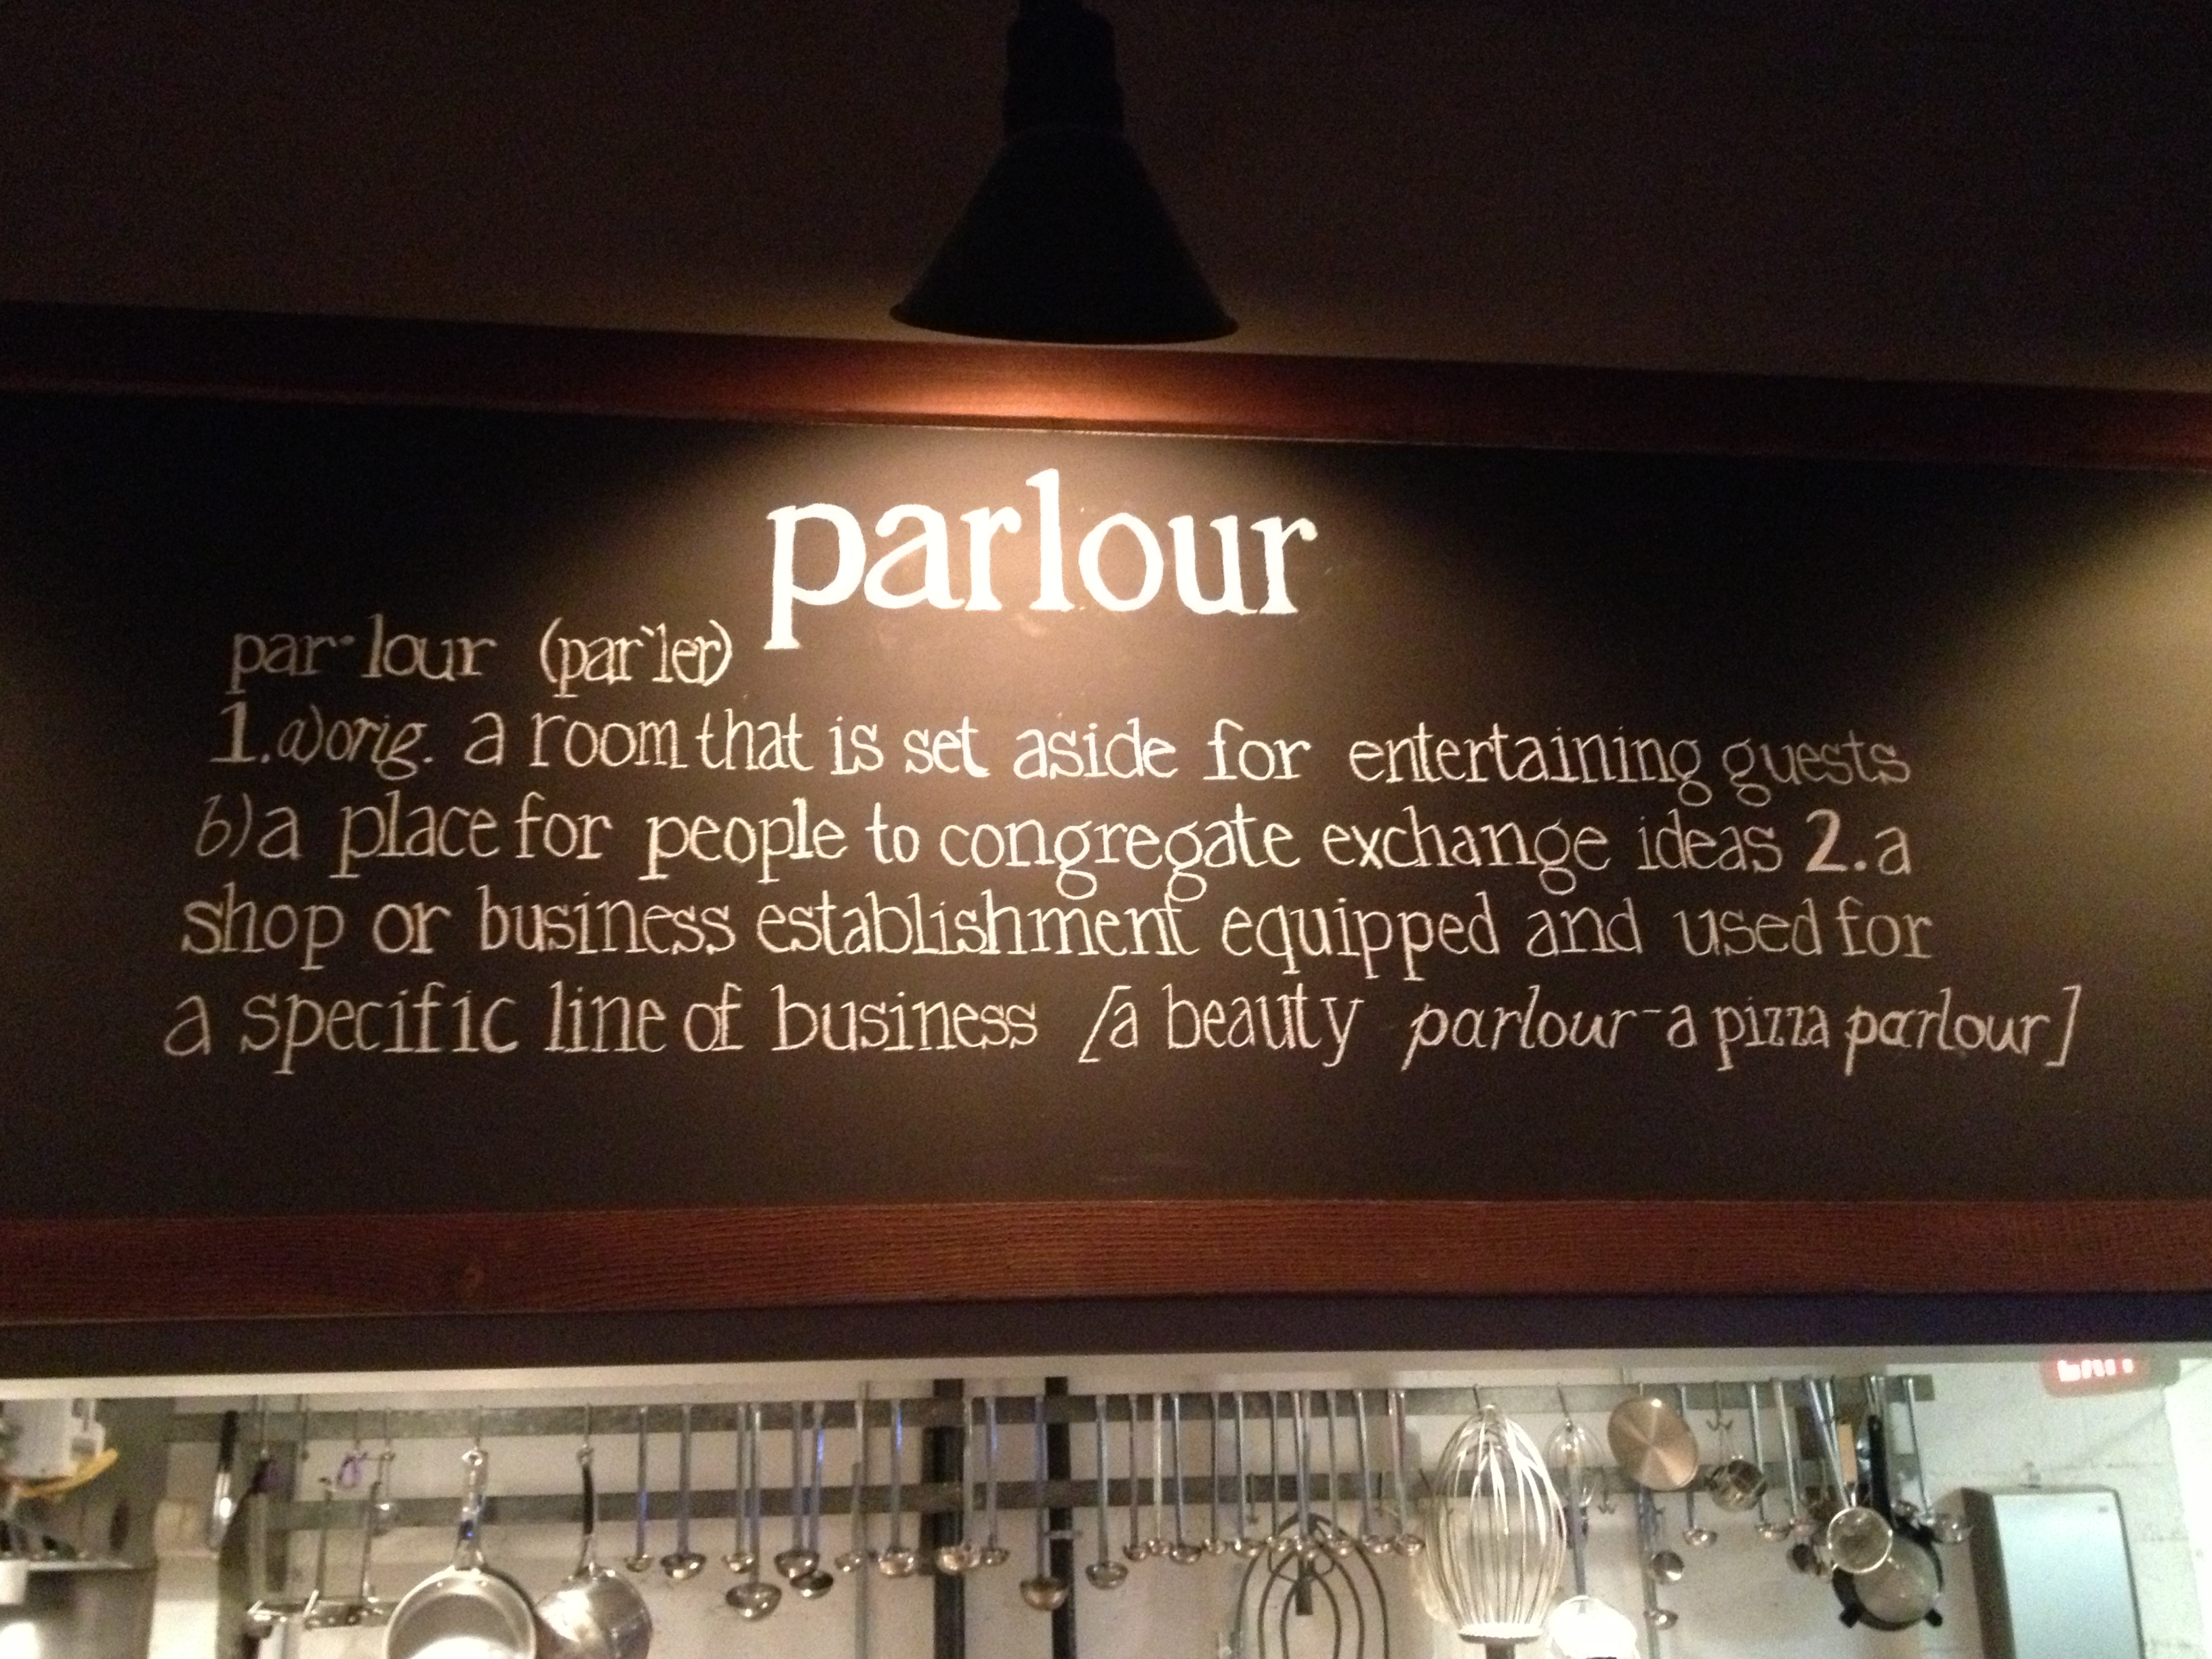 parlour
par·lour (par`ler)
1.a)orig. a room that is set aside for entertaining guests
b)a place for people to congregate exchange ideas 2.a
shop or business establishment equipped and used for
a specific line of business [a beauty parlour-a pizza parlour]